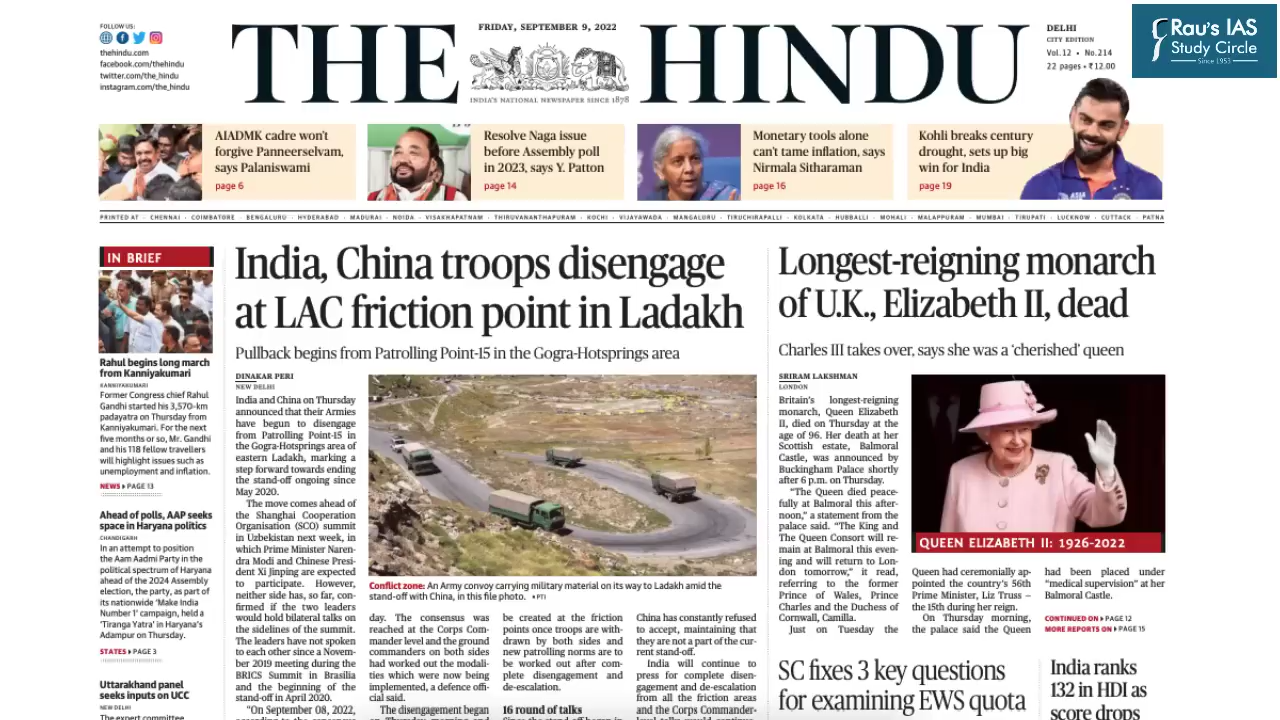 FOLLOW US:
thehindu.com
facebook.com/thehindu
twitter.com/the_hindu
instagram.com/the_hindu
THE HINDU
FRIDAY, SEPTEMBER 9, 2022
INDIA'S NATIONAL NEWSPAPER SINCE 1878
DELHI
CITY EDITION
Vol.12 • No.214
22 pages • ₹12.00
Rau's IAS
Study Circle
Since 1953
AIADMK cadre won't
forgive Panneerselvam,
says Palaniswami
page 6
Resolve Naga issue
before Assembly poll
in 2023, says Y. Patton
page 14
Monetary tools alone
can't tame inflation, says
Nirmala Sitharaman
page 16
Kohli breaks century
drought, sets up big
win for India
page 19
PRINTED AT · CHENNAI · COIMBATORE · BENGALURU · HYDERABAD · MADURAI · NOIDA · VISAKHAPATNAM · THIRUVANANTHAPURAM · KOCHI · VIJAYAWADA · MANGALURU · TIRUCHIRAPALLI · KOLKATA · HUBBALLI · MOHALI · MALAPPURAM · MUMBAI · TIRUPATI · LUCKNOW · CUTTACK · PATNA
IN BRIEF
Rahul begins long march
from Kanniyakumari
KANNIYAKUMARI
Former Congress chief Rahul
Gandhi started his 3,570-km
padayatra on Thursday from
Kanniyakumari. For the next
five months or so, Mr. Gandhi
and his 118 fellow travellers
will highlight issues such as
unemployment and inflation.
NEWS PAGE 13
Ahead of polls, AAP seeks
space in Haryana politics
CHANDIGARH
In an attempt to position
the Aam Aadmi Party in the
political spectrum of Haryana
ahead of the 2024 Assembly
election, the party, as part of
its nationwide 'Make India
Number 1' campaign, held a
'Tiranga Yatra' in Haryana's
Adampur on Thursday.
STATES PAGE 3
Uttarakhand panel
seeks inputs on UCC
NEW DELHI
The expert committee
India, China troops disengage
at LAC friction point in Ladakh
Pullback begins from Patrolling Point-15 in the Gogra-Hotsprings area
DINAKAR PERI
NEW DELHI
India and China on Thursday
announced that their Armies
have begun to disengage
from Patrolling Point-15 in
the Gogra-Hotsprings area of
eastern Ladakh, marking a
step forward towards ending
the stand-off ongoing since
May 2020.
The move comes ahead of
the Shanghai Cooperation
Organisation (SCO) summit
in Uzbekistan next week, in
which Prime Minister Naren-
dra Modi and Chinese Presi-
dent Xi Jinping are expected
to participate. However,
neither side has, so far, con-
firmed if the two leaders
would hold bilateral talks on
the sidelines of the summit.
The leaders have not spoken
to each other since a Novem-
ber 2019 meeting during the
BRICS Summit in Brasilia
and the beginning of the
stand-off in April 2020.
"On September 08, 2022,
Conflict zone: An Army convoy carrying military material on its way to Ladakh amid the
stand-off with China, in this file photo. • PTI
day. The consensus was
reached at the Corps Com-
mander level and the ground
commanders on both sides
had worked out the modali-
ties which were now being
implemented, a defence offi-
cial said.
The disengagement began
be created at the friction
points once troops are with-
drawn by both sides and
new patrolling norms are to
be worked out after com-
plete disengagement and
de-escalation.
16 round of talks
China has constantly refused
to accept, maintaining that
they are not a part of the cur-
rent stand-off.
India will continue to
press for complete disen-
gagement and de-escalation
from all the friction areas
and the Corps Commander-
Longest-reigning monarch
of U.K., Elizabeth II, dead
Charles III takes over, says she was a 'cherished' queen
SRIRAM LAKSHMAN
LONDON
Britain's longest-reigning
monarch, Queen Elizabeth
II, died on Thursday at the
age of 96. Her death at her
Scottish estate, Balmoral
Castle, was announced by
Buckingham Palace shortly
after 6 p.m. on Thursday.
"The Queen died peace-
fully at Balmoral this after-
noon," a statement from the
palace said. "The King and
The Queen Consort will re-
main at Balmoral this even-
ing and will return to Lon-
don tomorrow," it read,
referring to the former
Prince of Wales, Prince
Charles and the Duchess of
Cornwall, Camilla.
Just on Tuesday the
QUEEN ELIZABETH II: 1926-2022
Queen had ceremonially ap-
pointed the country's 56th
Prime Minister, Liz Truss –
the 15th during her reign.
On Thursday morning,
the palace said the Queen
had been placed under
"medical supervision" at her
Balmoral Castle.
CONTINUED ON PAGE 12
MORE REPORTS ON PAGE 15
SC fixes 3 key questions
for examining EWS quota
India ranks
132 in HDI as
score drops